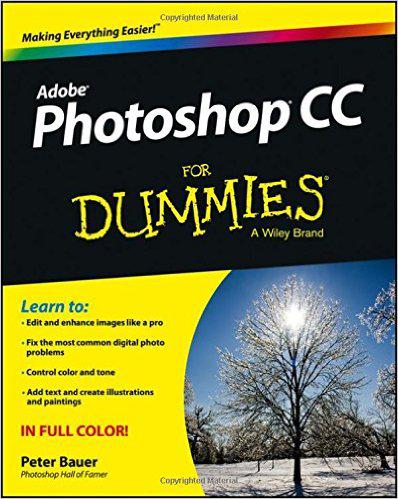 Copyrighted Material
Making Everything Easier!™
Adobe®
Photoshop® CC
FOR
DUMMIES®
A Wiley Brand
Learn to:
• Edit and enhance images like a pro
• Fix the most common digital photo
problems
• Control color and tone
• Add text and create illustrations
and paintings
IN FULL COLOR!
Peter Bauer
Photoshop Hall of Famer
Copyrighted Material